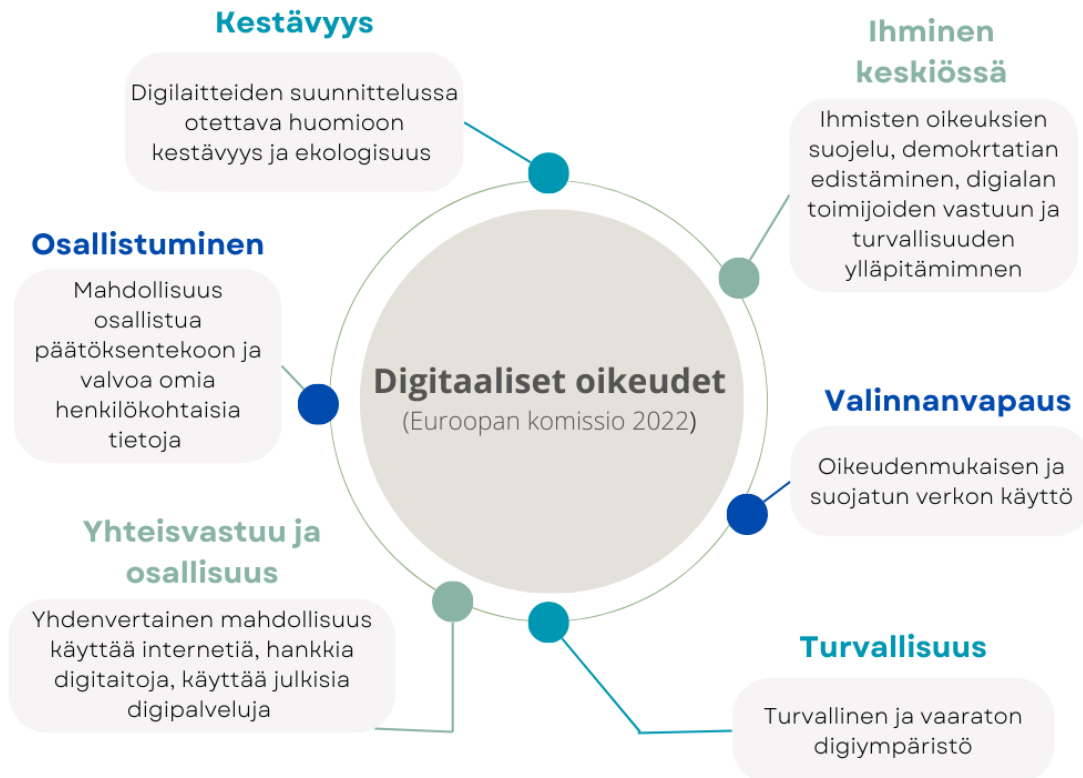 Kestävyys
Digilaitteiden suunnittelussa
otettava huomioon
kestävyys ja ekologisuus
Ihminen
keskiössä
Ihmisten oikeuksien
suojelu, demokrtatian
edistäminen, digialan
toimijoiden vastuun ja
turvallisuuden
ylläpitämimnen
Osallistuminen
Mahdollisuus
osallistua
päätöksentekoon ja
valvoa omia
henkilökohtaisia
tietoja
Digitaaliset oikeudet
(Euroopan komissio 2022)
Valinnanvapaus
Oikeudenmukaisen ja
suojatun verkon käyttö
Yhteisvastuu ja
osallisuus
Yhdenvertainen mahdollisuus
käyttää internetiä, hankkia
digitaitoja, käyttää julkisia
digipalveluja
Turvallisuus
Turvallinen ja vaaraton
digiympäristö